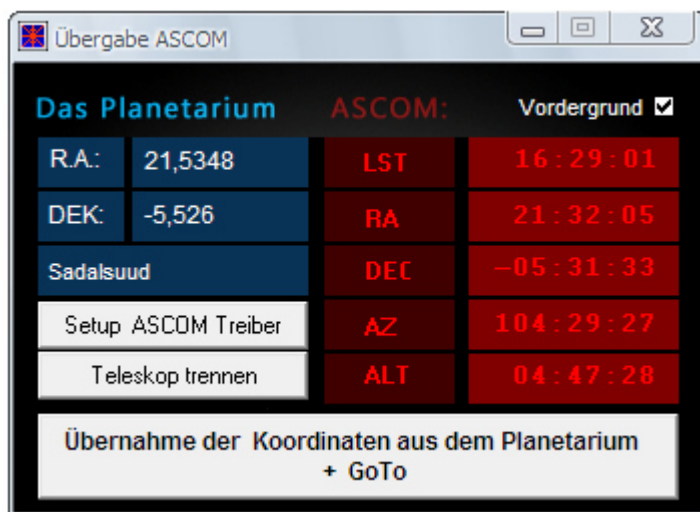 Übergabe ASCOM
Das Planetarium ASCOM: Vordergrund
R.A.: 21,5348 LST 16:29:01
DEK: -5,526 RA 21:32:05
Sadalsuud DEC -05:31:33
Setup ASCOM Treiber AZ 104:29:27
Teleskop trennen ALT 04:47:28
Übernahme der Koordinaten aus dem Planetarium
+ GoTo